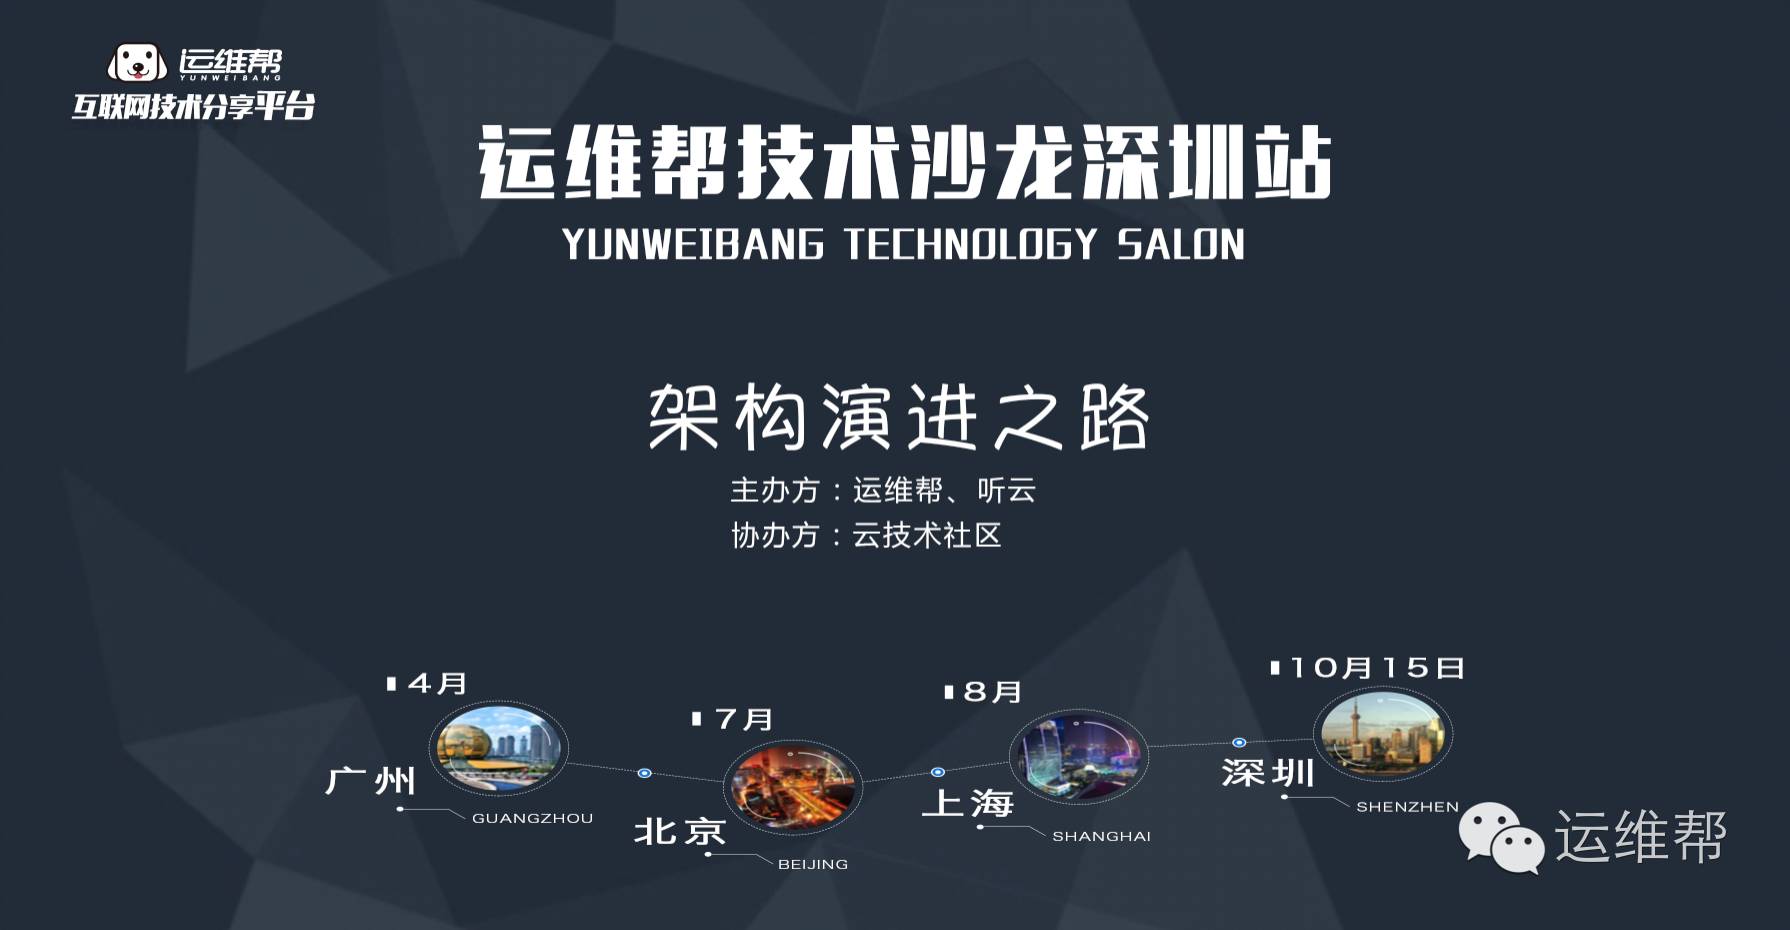 运维帮
YUNWEIBANG
互联网技术分享平台
运维帮技术沙龙深圳站
YUNWEIBANG TECHNOLOGY SALON
架构演进之路
主办方：运维帮、听云
协办方：云技术社区
4月
广州
GUANGZHOU
7月
北京
BEIJING
8月
上海
SHANGHAI
10月15日
深圳
SHENZHEN
运维帮